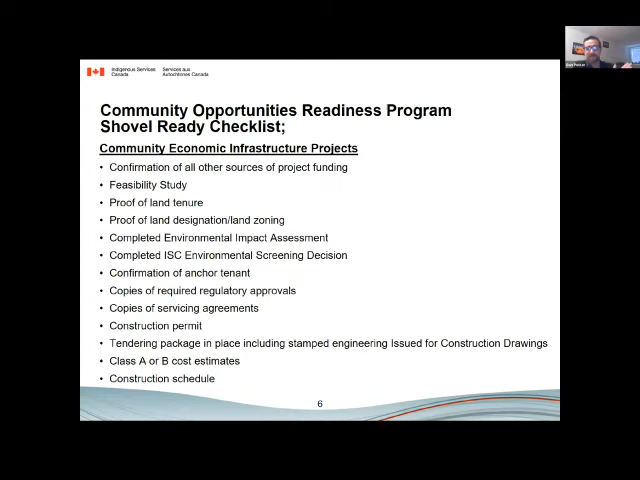 Indigenous Services Canada
Services aux Autochtones Canada
Community Opportunities Readiness Program
Shovel Ready Checklist;
Community Economic Infrastructure Projects
• Confirmation of all other sources of project funding
• Feasibility Study
• Proof of land tenure
• Proof of land designation/land zoning
• Completed Environmental Impact Assessment
• Completed ISC Environmental Screening Decision
• Confirmation of anchor tenant
• Copies of required regulatory approvals
• Copies of servicing agreements
• Construction permit
• Tendering package in place including stamped engineering Issued for Construction Drawings
• Class A or B cost estimates
• Construction schedule
6